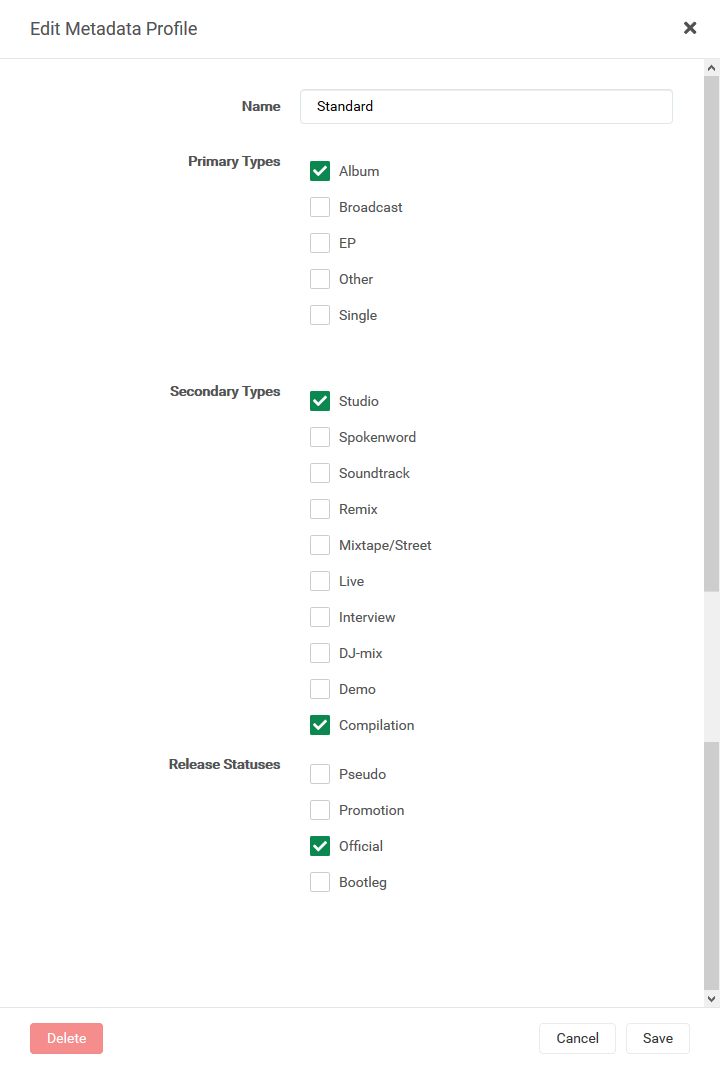 Edit Metadata Profile
Name
Standard
Primary Types
Album
Broadcast
EP
Other
Single
Secondary Types
Studio
Spokenword
Soundtrack
Remix
Mixtape/Street
Live
Interview
DJ-mix
Demo
Compilation
Release Statuses
Pseudo
Promotion
Official
Bootleg
Delete
Cancel
Save